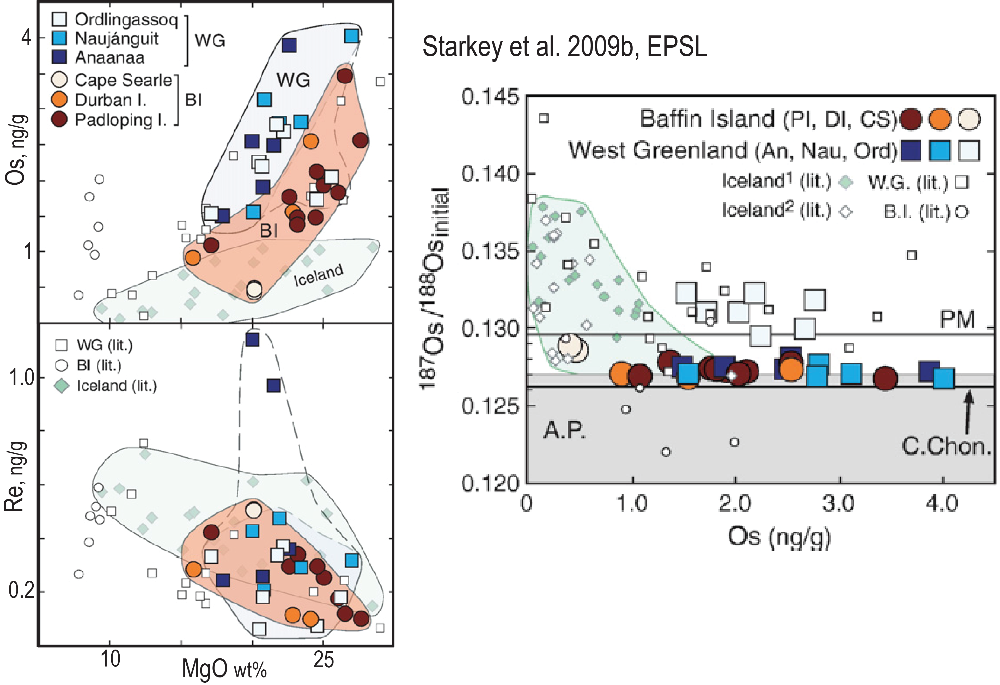 Ordlingassoq
Naujánguit
Anaanaa
WG
Cape Searle
Durban I.
Padloping I.
BI
WG
BI
Iceland
4
1
Os, ng/g
WG (lit.)
BI (lit.)
Iceland (lit.)
1.0
0.2
Re, ng/g
10
25
MgO wt%
Starkey et al. 2009b, EPSL
Baffin Island (PI, DI, CS)
West Greenland (An, Nau, Ord)
Iceland¹ (lit.) W.G. (lit.)
Iceland² (lit.) B.I. (lit.)
PM
A.P.
C.Chon.
0.145
0.140
0.135
0.130
0.125
0.120
187Os /188Os initial
0 1.0 2.0 3.0 4.0
Os (ng/g)